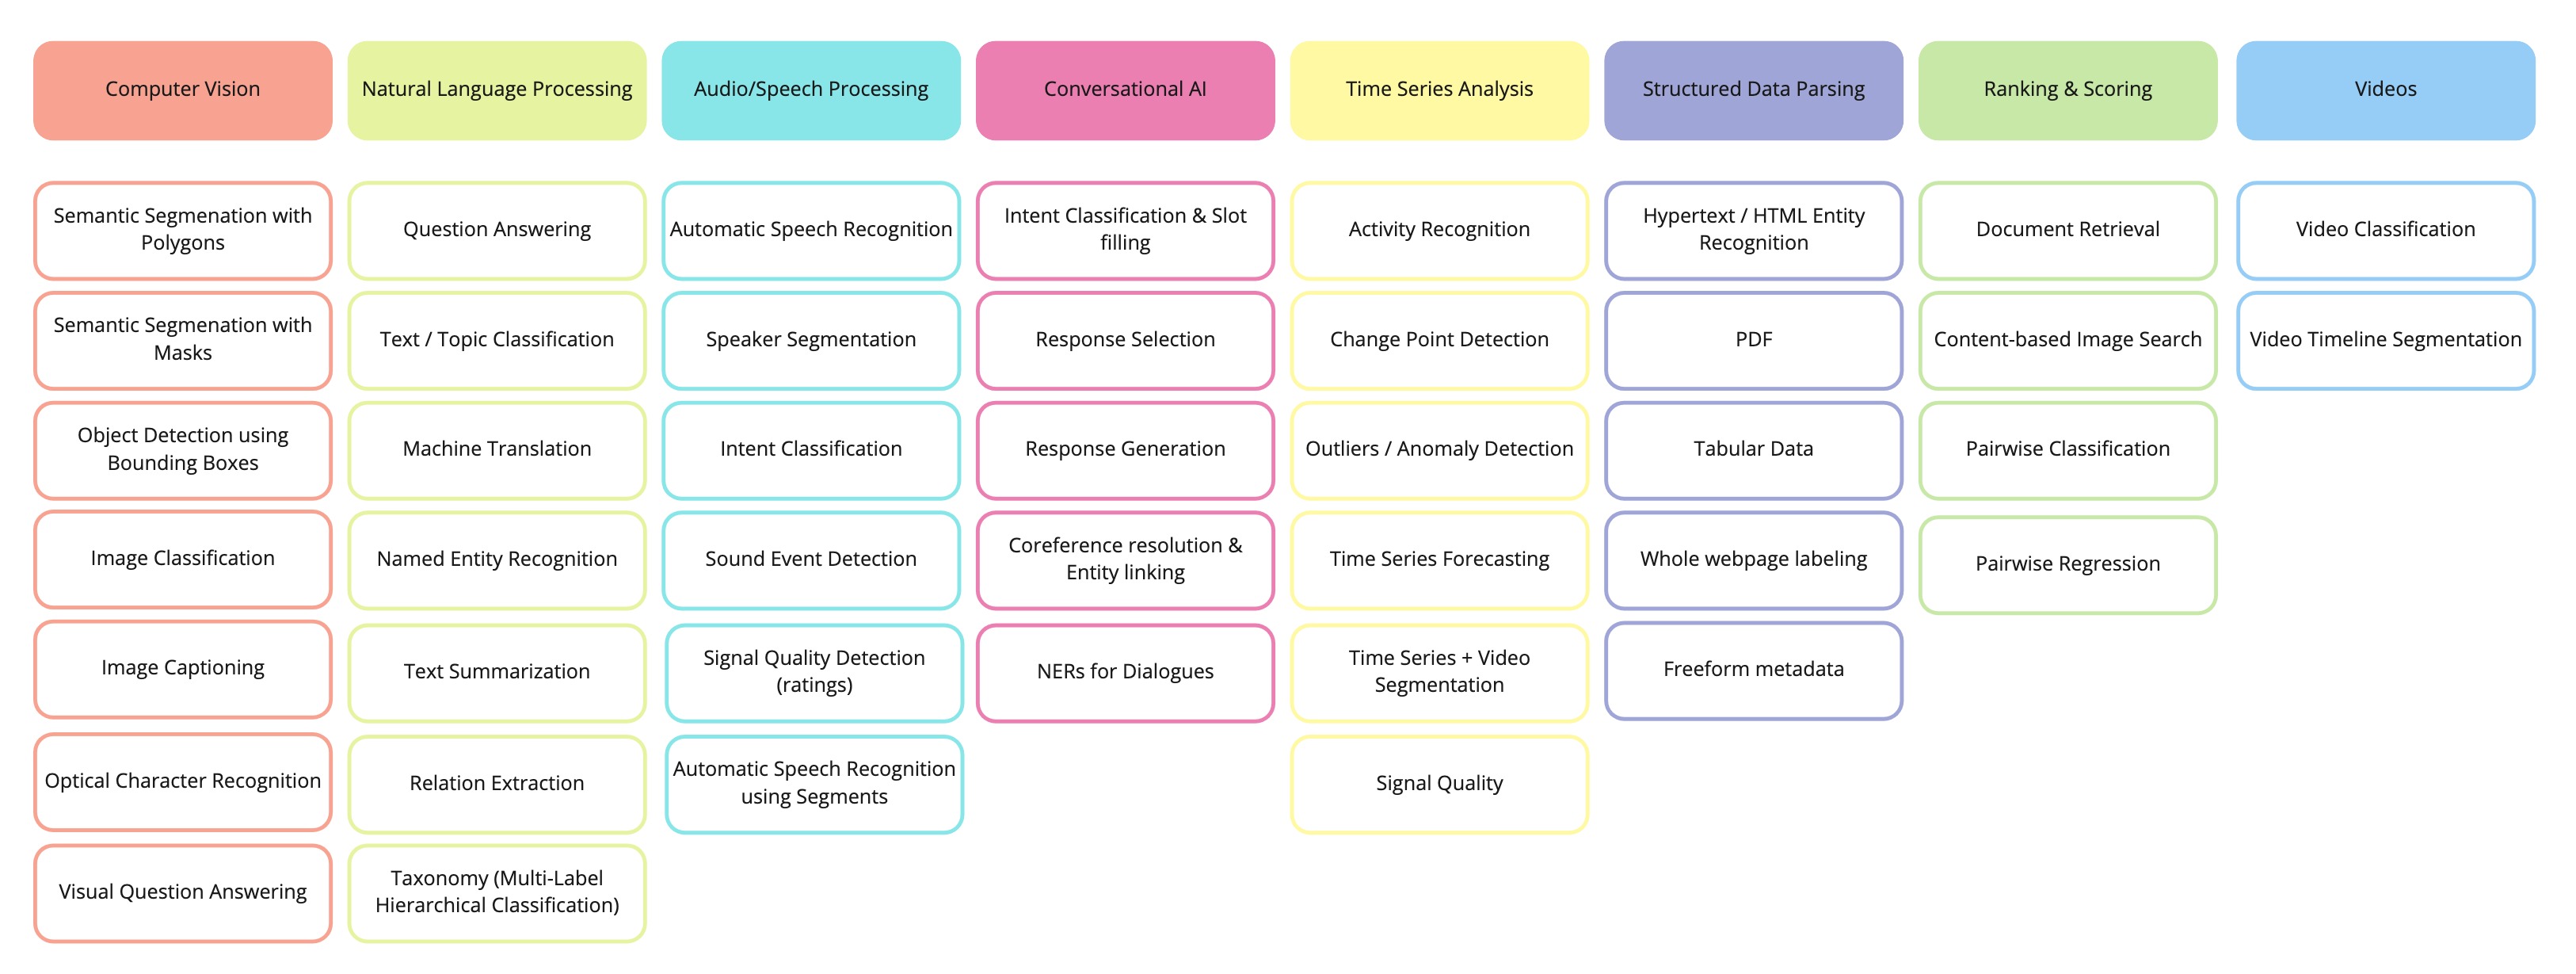 Computer Vision
Natural Language Processing
Audio/Speech Processing
Conversational AI
Time Series Analysis
Structured Data Parsing
Ranking & Scoring
Videos
Semantic Segmenation with
Polygons
Semantic Segmenation with
Masks
Object Detection using
Bounding Boxes
Image Classification
Image Captioning
Optical Character Recognition
Visual Question Answering
Question Answering
Text / Topic Classification
Machine Translation
Named Entity Recognition
Text Summarization
Relation Extraction
Taxonomy (Multi-Label
Hierarchical Classification)
Automatic Speech Recognition
Speaker Segmentation
Intent Classification
Sound Event Detection
Signal Quality Detection
(ratings)
Automatic Speech Recognition
using Segments
Intent Classification & Slot
filling
Response Selection
Response Generation
Coreference resolution &
Entity linking
NERs for Dialogues
Activity Recognition
Change Point Detection
Outliers / Anomaly Detection
Time Series Forecasting
Time Series + Video
Segmentation
Signal Quality
Hypertext / HTML Entity
Recognition
PDF
Tabular Data
Whole webpage labeling
Freeform metadata
Document Retrieval
Content-based Image Search
Pairwise Classification
Pairwise Regression
Video Classification
Video Timeline Segmentation